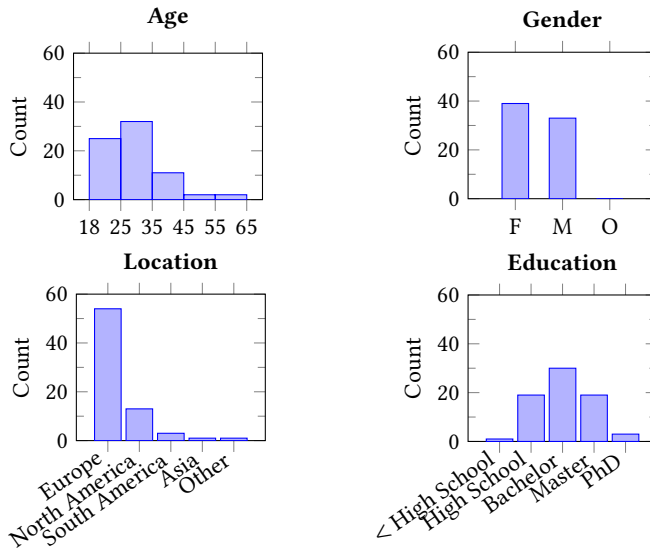 Age
60
40
20
0
Count
18 25 35 45 55 65
Gender
60
40
20
0
Count
F M O
Location
60
40
20
0
Count
Europe
North America
South America
Asia
Other
Education
60
40
20
0
Count
< High School
High School
Bachelor
Master
PhD